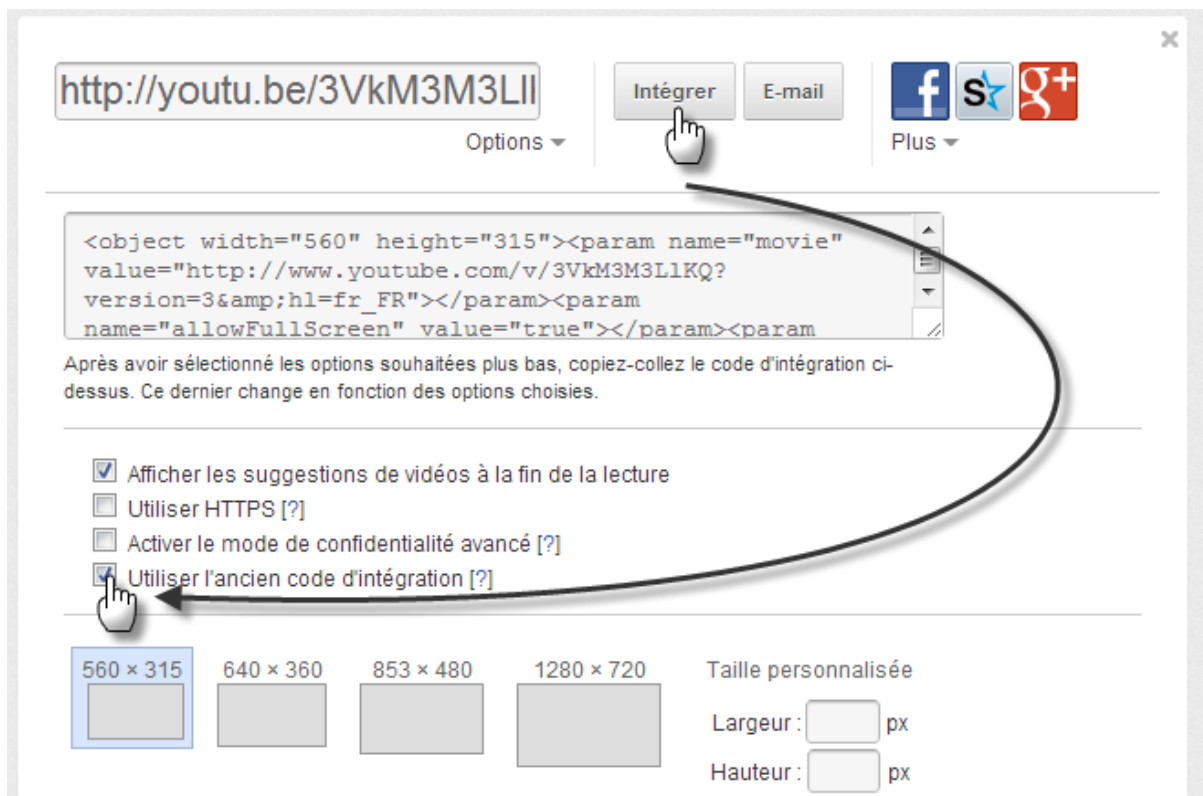 http://youtu.be/3VkM3M3LlI
Intégrer
E-mail
Options
Plus
<object width="560" height="315"><param name="movie"
value="http://www.youtube.com/v/3VkM3M3LlKQ?
version=3&amp;hl=fr_FR"></param><param
name="allowFullScreen" value="true"></param><param
Après avoir sélectionné les options souhaitées plus bas, copiez-collez le code d'intégration ci-
dessus. Ce dernier change en fonction des options choisies.
Afficher les suggestions de vidéos à la fin de la lecture
Utiliser HTTPS [?]
Activer le mode de confidentialité avancé [?]
Utiliser l'ancien code d'intégration [?]
560 × 315
640 × 360
853 × 480
1280 × 720
Taille personnalisée
Largeur : px
Hauteur : px